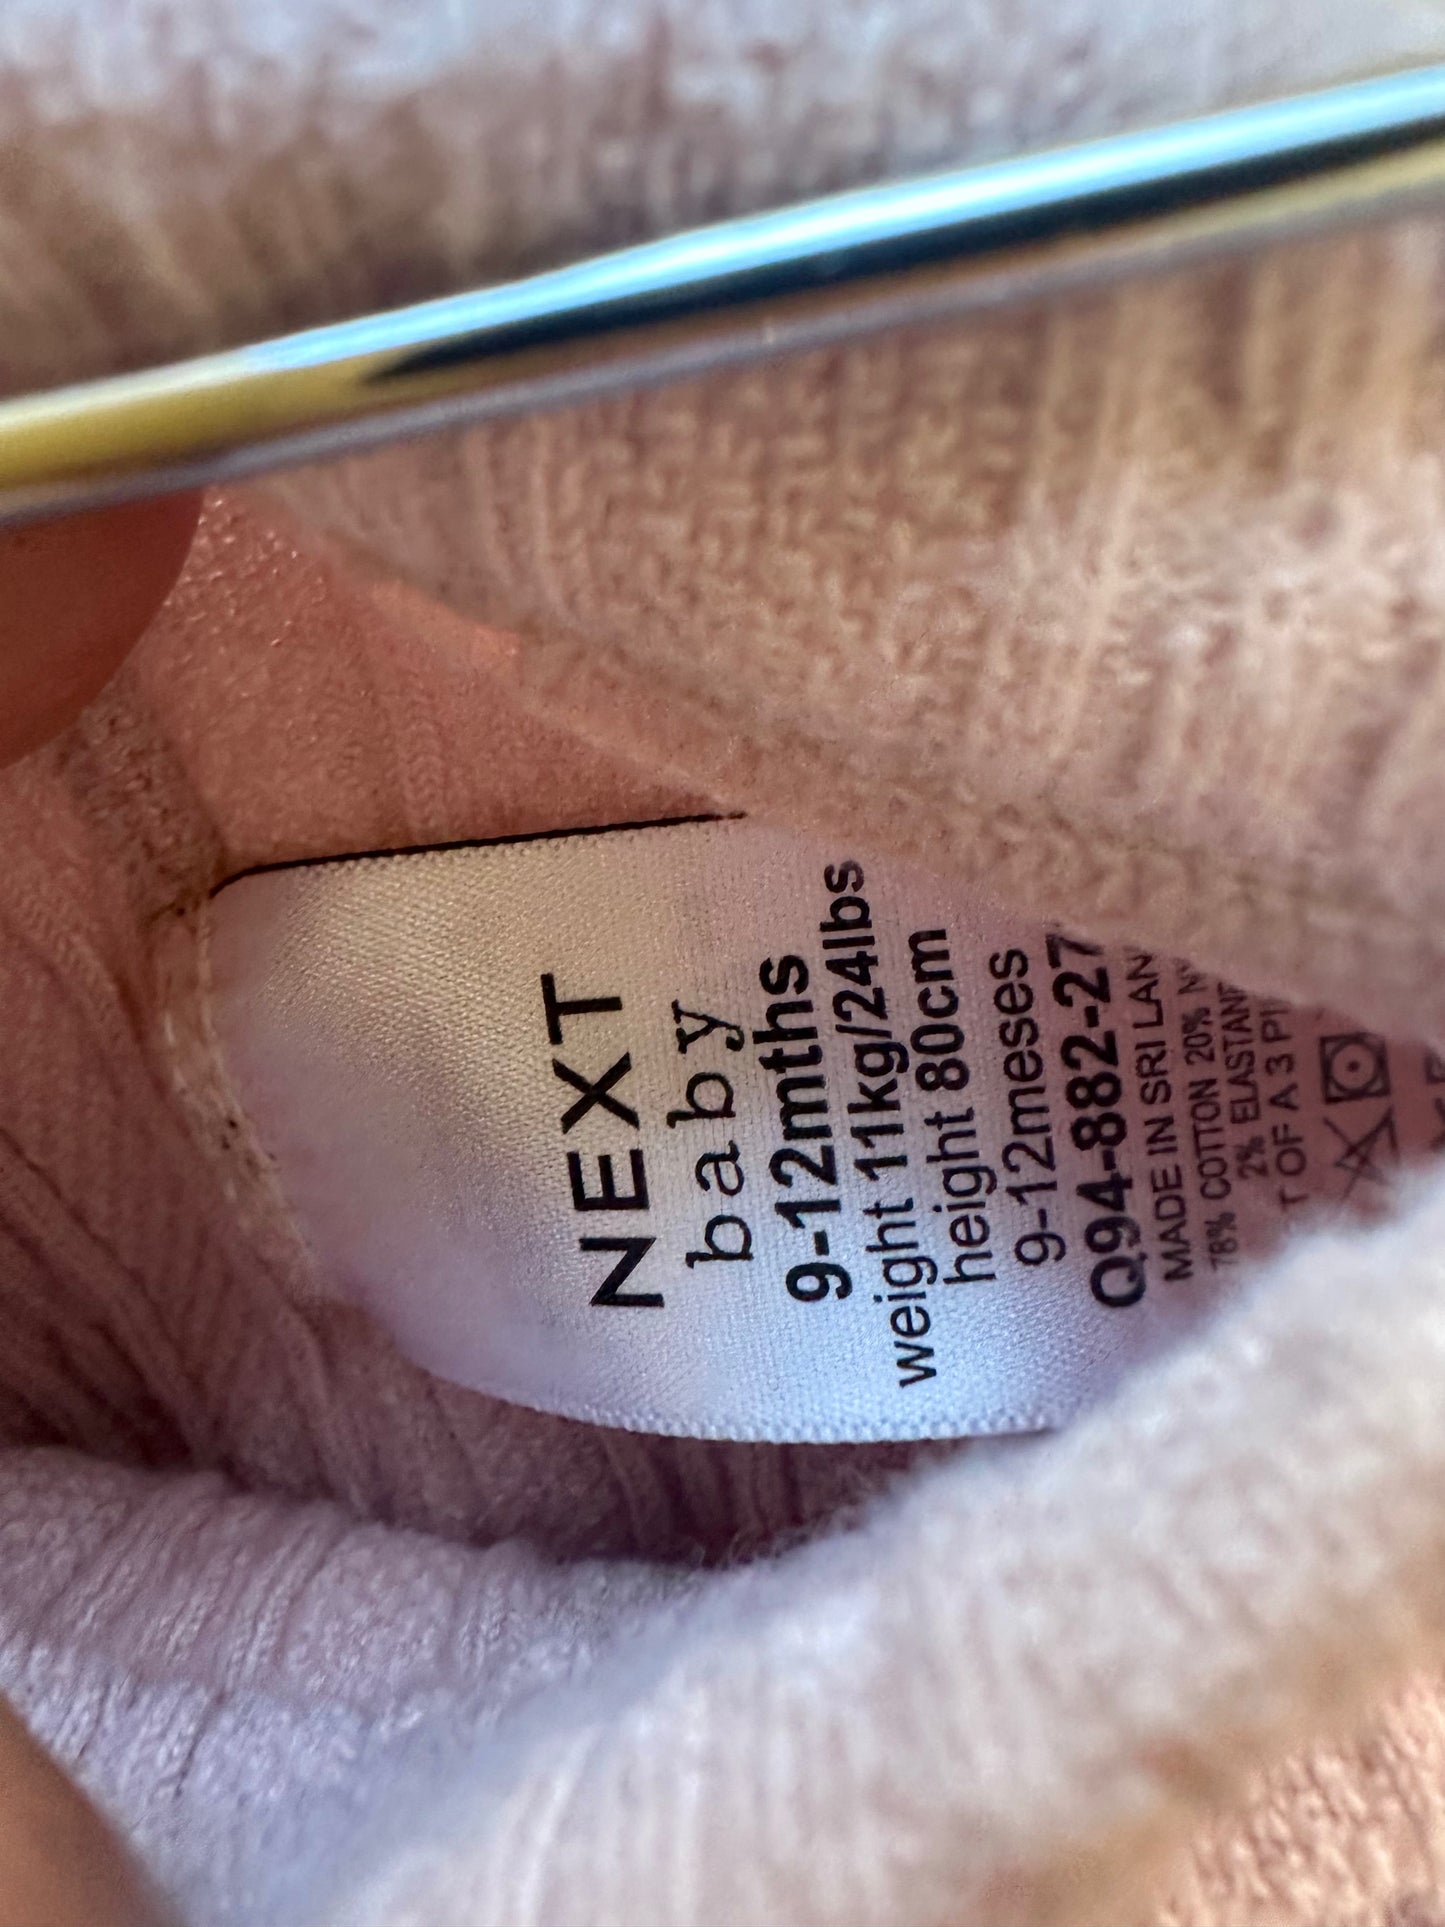 NEXT
baby
9-12mths
weight 11kg/24lbs
height 80cm
9-12meses
Q94-882-27
MADE IN SRI LAN
78% COTTON 20%
2% ELASTAN
T OF A 3 PI